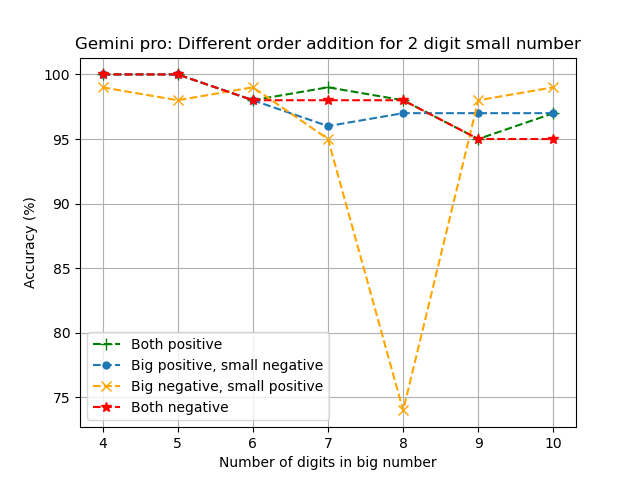 Gemini pro: Different order addition for 2 digit small number
100
95
90
85
80
75
Accuracy (%)
Both positive
Big positive, small negative
Big negative, small positive
Both negative
4 5 6 7 8 9 10
Number of digits in big number